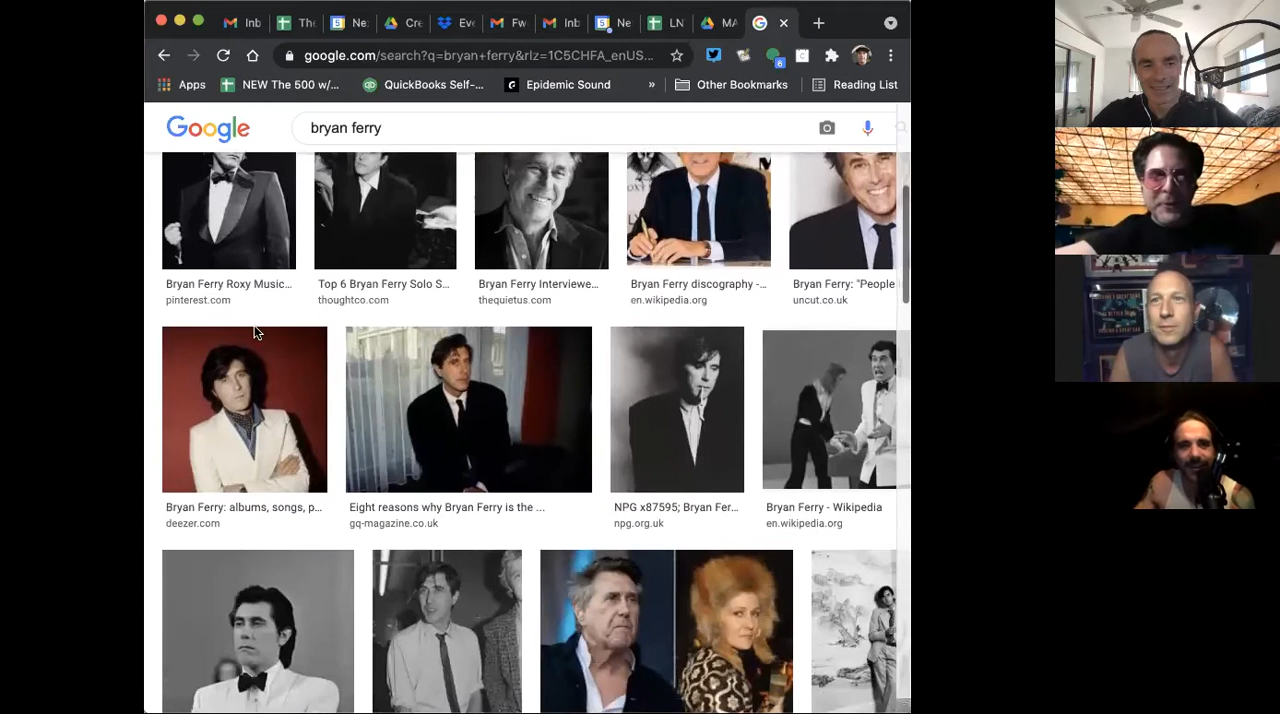 Inb
The
Ne
Cre
Eve
Fw
Inb
Ne
LN
MA
LN
google.com/search?q=bryan+ferry&rlz=1C5CHFA_enUS...
6
Apps
NEW The 500 w/...
QuickBooks Self-...
Epidemic Sound
»
Other Bookmarks
Reading List
Google
bryan ferry
Bryan Ferry Roxy Music...
pinterest.com
Top 6 Bryan Ferry Solo S...
thoughtco.com
Bryan Ferry Interviewe...
thequietus.com
Bryan Ferry discography -...
en.wikipedia.org
Bryan Ferry: "People
uncut.co.uk
Bryan Ferry: albums, songs, p...
deezer.com
Eight reasons why Bryan Ferry is the ...
gq-magazine.co.uk
NPG x87595; Bryan Fer...
npg.org.uk
Bryan Ferry - Wikipedia
en.wikipedia.org